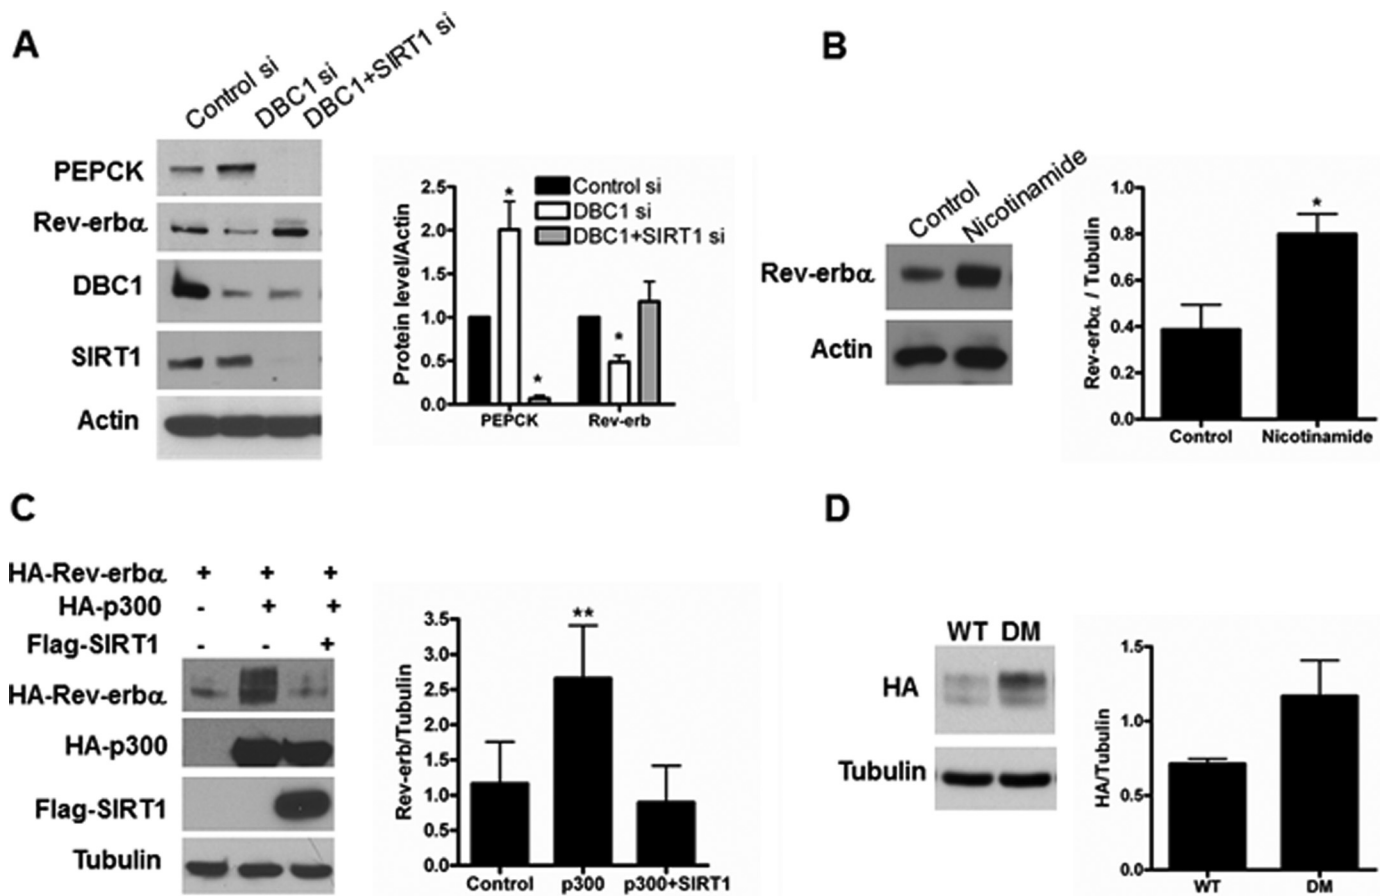 A
Control si
DBC1 si
DBC1+SIRT1 si
PEPCK
Rev-erbα
DBC1
SIRT1
Actin
Protein level/Actin
2.5
2.0
1.5
1.0
0.5
0.0
*
*
*
Control si
DBC1 si
DBC1+SIRT1 si
PEPCK
Rev-erb
B
Control
Nicotinamide
Rev-erbα
Actin
Rev-erbα / Tubulin
1.0
0.8
0.6
0.4
0.2
0.0
*
Control
Nicotinamide
C
HA-Rev-erbα + + +
HA-p300 - + +
Flag-SIRT1 - - +
HA-Rev-erbα
HA-p300
Flag-SIRT1
Tubulin
Rev-erb/Tubulin
3.5
3.0
2.5
2.0
1.5
1.0
0.5
0.0
**
Control
p300
p300+SIRT1
D
WT DM
HA
Tubulin
HA/Tubulin
1.5
1.0
0.5
0.0
WT
DM